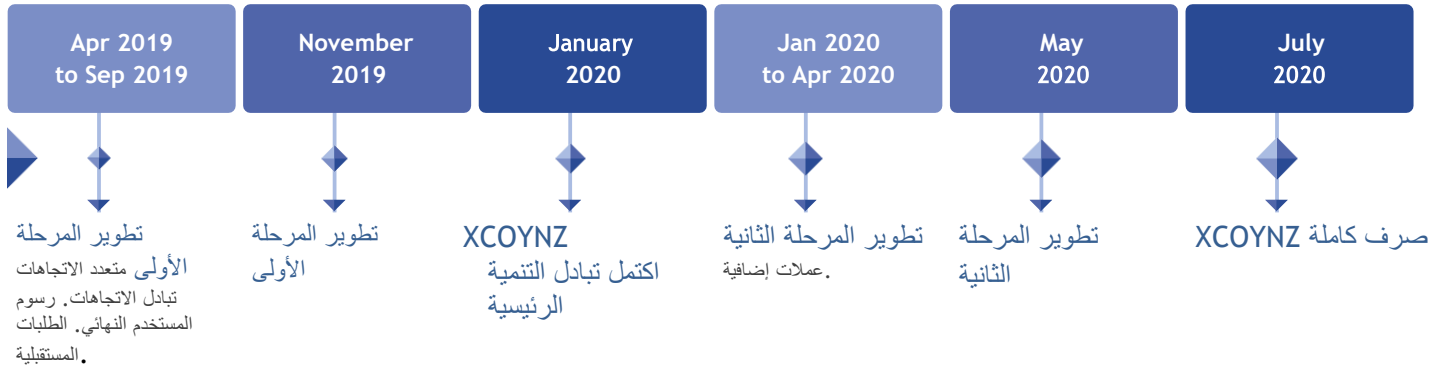 Apr 2019
to Sep 2019
تطوير المرحلة
الأولى متعدد الاتجاهات
تبادل الاتجاهات. رسوم
المستخدم النهائي. الطلبات
المستقبلية.
November
2019
تطوير المرحلة
الأولى
January
2020
XCOYNZ
اكتمل تبادل التنمية
الرئيسية
Jan 2020
to Apr 2020
تطوير المرحلة الثانية
عملات إضافية.
May
2020
تطوير المرحلة
الثانية
July
2020
صرف كاملة XCOYNZ